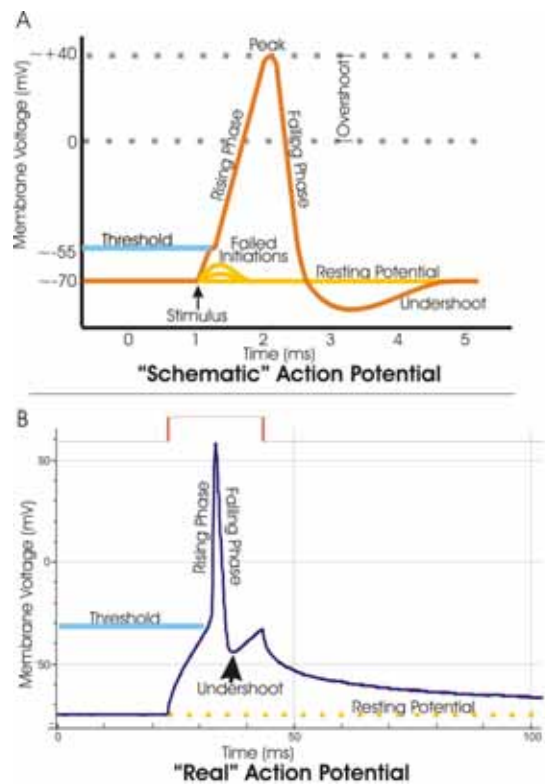 A
~+40
Peak
Overshoot
Membrane Voltage (mV)
0
Rising Phase
Falling Phase
Threshold
Failed
Initiations
~-55
Resting Potential
~-70
Stimulus
Undershoot
0 1 2 3 4 5
Time (ms)
"Schematic" Action Potential
B
50
Membrane Voltage (mV)
Rising Phase
Falling Phase
0
Threshold
50
Undershoot
Resting Potential
0 50 100
Time (ms)
"Real" Action Potential